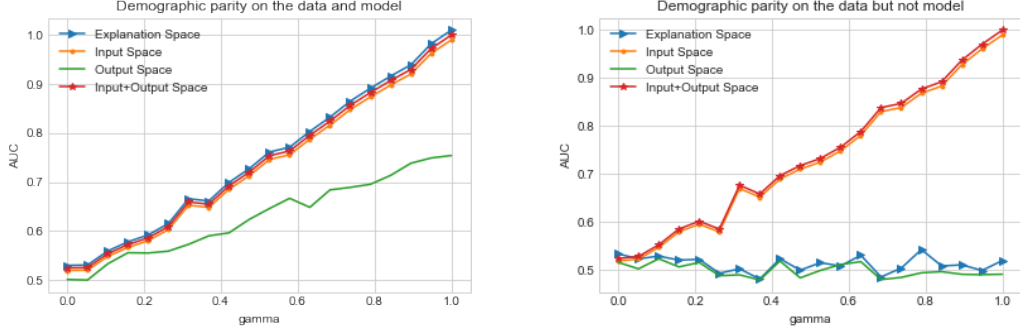 Demographic parity on the data and model
1.0
0.9
0.8
0.7
0.6
0.5
AUC
Explanation Space
Input Space
Output Space
Input+Output Space
0.0 0.2 0.4 0.6 0.8 1.0
gamma
Demographic parity on the data but not model
1.0
0.9
0.8
0.7
0.6
0.5
AUC
Explanation Space
Input Space
Output Space
Input+Output Space
0.0 0.2 0.4 0.6 0.8 1.0
gamma